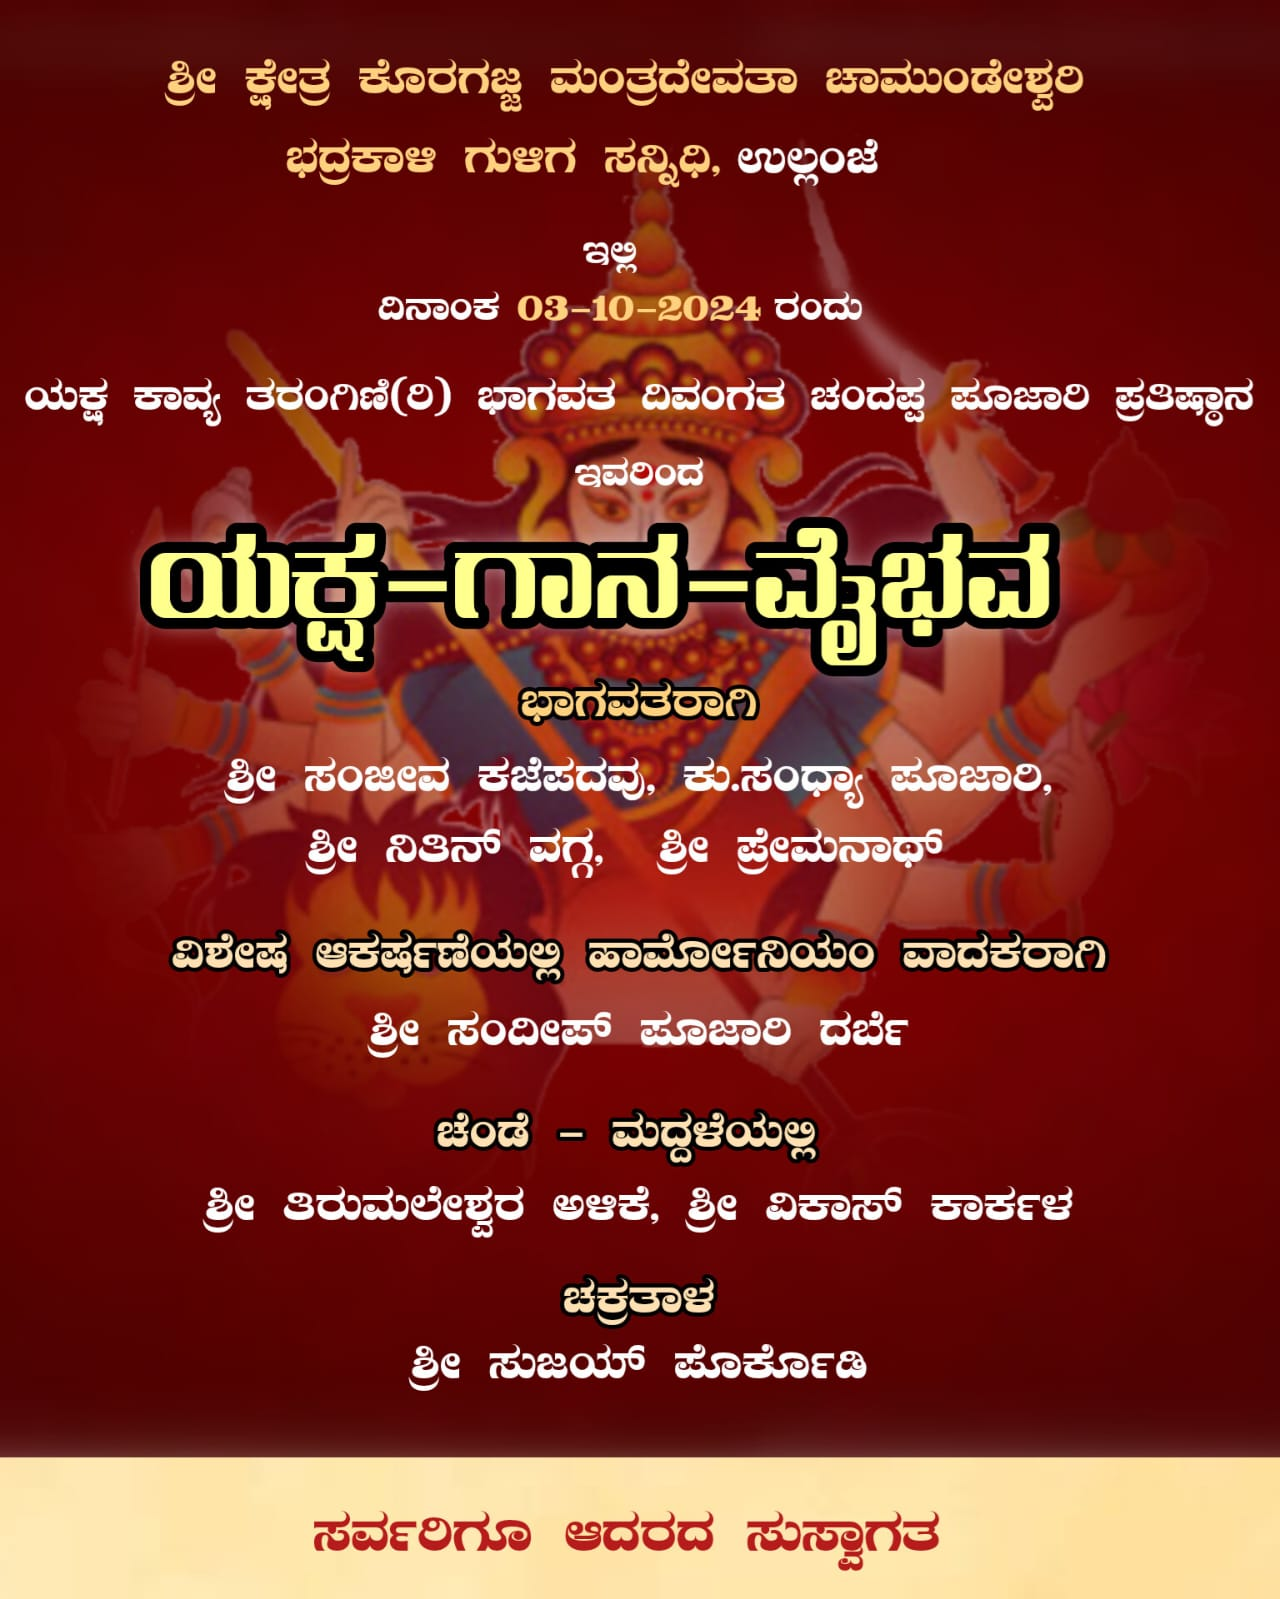 ಶ್ರೀ ಕ್ಷೇತ್ರ ಕೊರಗಜ್ಜ ಮಂತ್ರದೇವತಾ ಚಾಮುಂಡೇಶ್ವರಿ
ಭದ್ರಕಾಳಿ ಗುಳಿಗ ಸನ್ನಿಧಿ, ಉಲ್ಲಂಜೆ
ಇಲ್ಲಿ
ದಿನಾಂಕ 03-10-2024 ರಂದು
ಯಕ್ಷ ಕಾವ್ಯ ತರಂಗಿಣಿ(ರಿ) ಭಾಗವತ ದಿವಂಗತ ಚಂದಪ್ಪ ಪೂಜಾರಿ ಪ್ರತಿಷ್ಠಾನ
ಇವರಿಂದ
ಯಕ್ಷ-ಗಾನ-ವೈಭವ
ಭಾಗವತರಾಗಿ
ಶ್ರೀ ಸಂಜೀವ ಕಜೆಪದವು, ಕು.ಸಂಧ್ಯಾ ಪೂಜಾರಿ,
ಶ್ರೀ ನಿತಿನ್ ವಗ್ಗ, ಶ್ರೀ ಪ್ರೇಮನಾಥ್
ವಿಶೇಷ ಆಕರ್ಷಣೆಯಲ್ಲಿ ಹಾರ್ಮೋನಿಯಂ ವಾದಕರಾಗಿ
ಶ್ರೀ ಸಂದೀಪ್ ಪೂಜಾರಿ ದರ್ಬೆ
ಚೆಂಡೆ - ಮದ್ದಳೆಯಲ್ಲಿ
ಶ್ರೀ ತಿರುಮಲೇಶ್ವರ ಅಳಿಕೆ, ಶ್ರೀ ವಿಕಾಸ್ ಕಾರ್ಕಳ
ಚಕ್ರತಾಳ
ಶ್ರೀ ಸುಜಯ್ ಪೊರ್ಕೊಡಿ
ಸರ್ವರಿಗೂ ಆದರದ ಸುಸ್ವಾಗತ